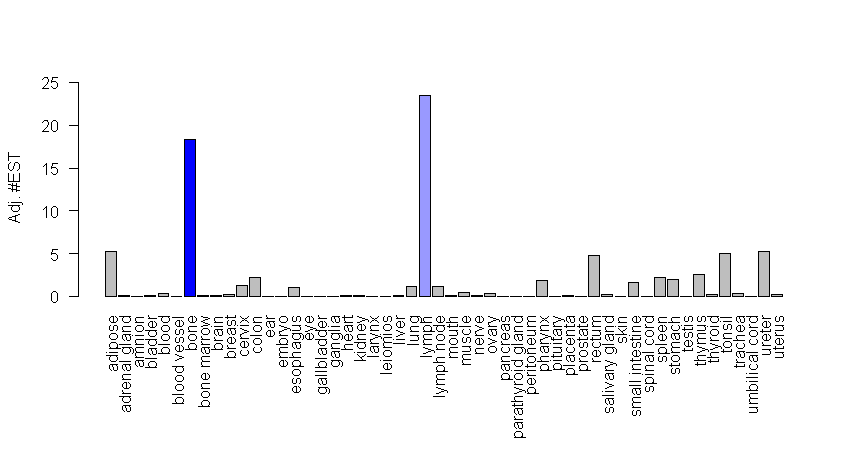 Adj. #EST
25
20
15
10
5
0
adipose
adrenal gland
amnion
bladder
blood
blood vessel
bone
bone marrow
brain
breast
cervix
colon
ear
embryo
esophagus
eye
gallbladder
ganglia
heart
kidney
larynx
leiomios
liver
lung
lymph
lymph node
mouth
muscle
nerve
ovary
pancreas
parathyroid gland
peritoneum
pharynx
pituitary
placenta
prostate
rectum
salivary gland
skin
small intestine
spinal cord
spleen
stomach
testis
thymus
thyroid
tonsil
trachea
umbilical cord
ureter
uterus